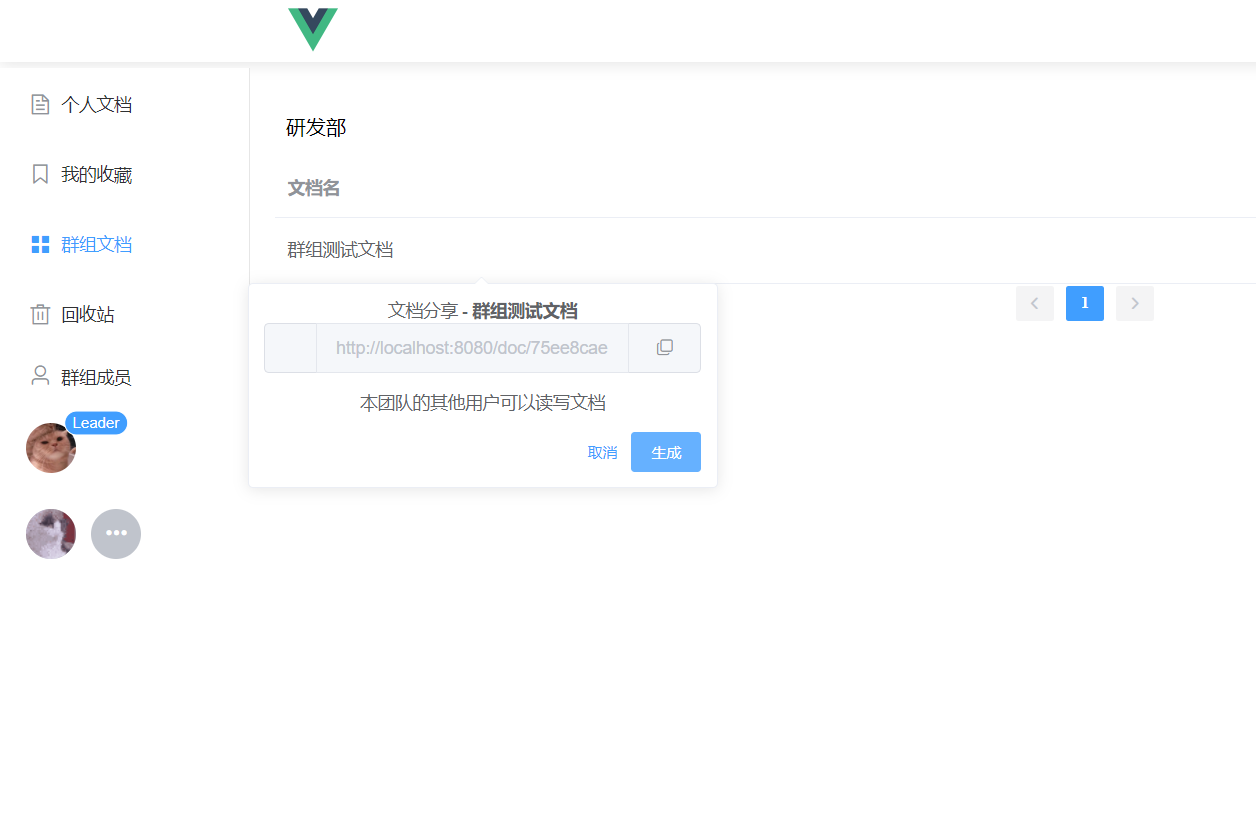 个人文档
我的收藏
群组文档
回收站
群组成员
Leader
研发部
文档名
群组测试文档
文档分享 - 群组测试文档
http://localhost:8080/doc/75ee8cae
本团队的其他用户可以读写文档
取消 生成
1